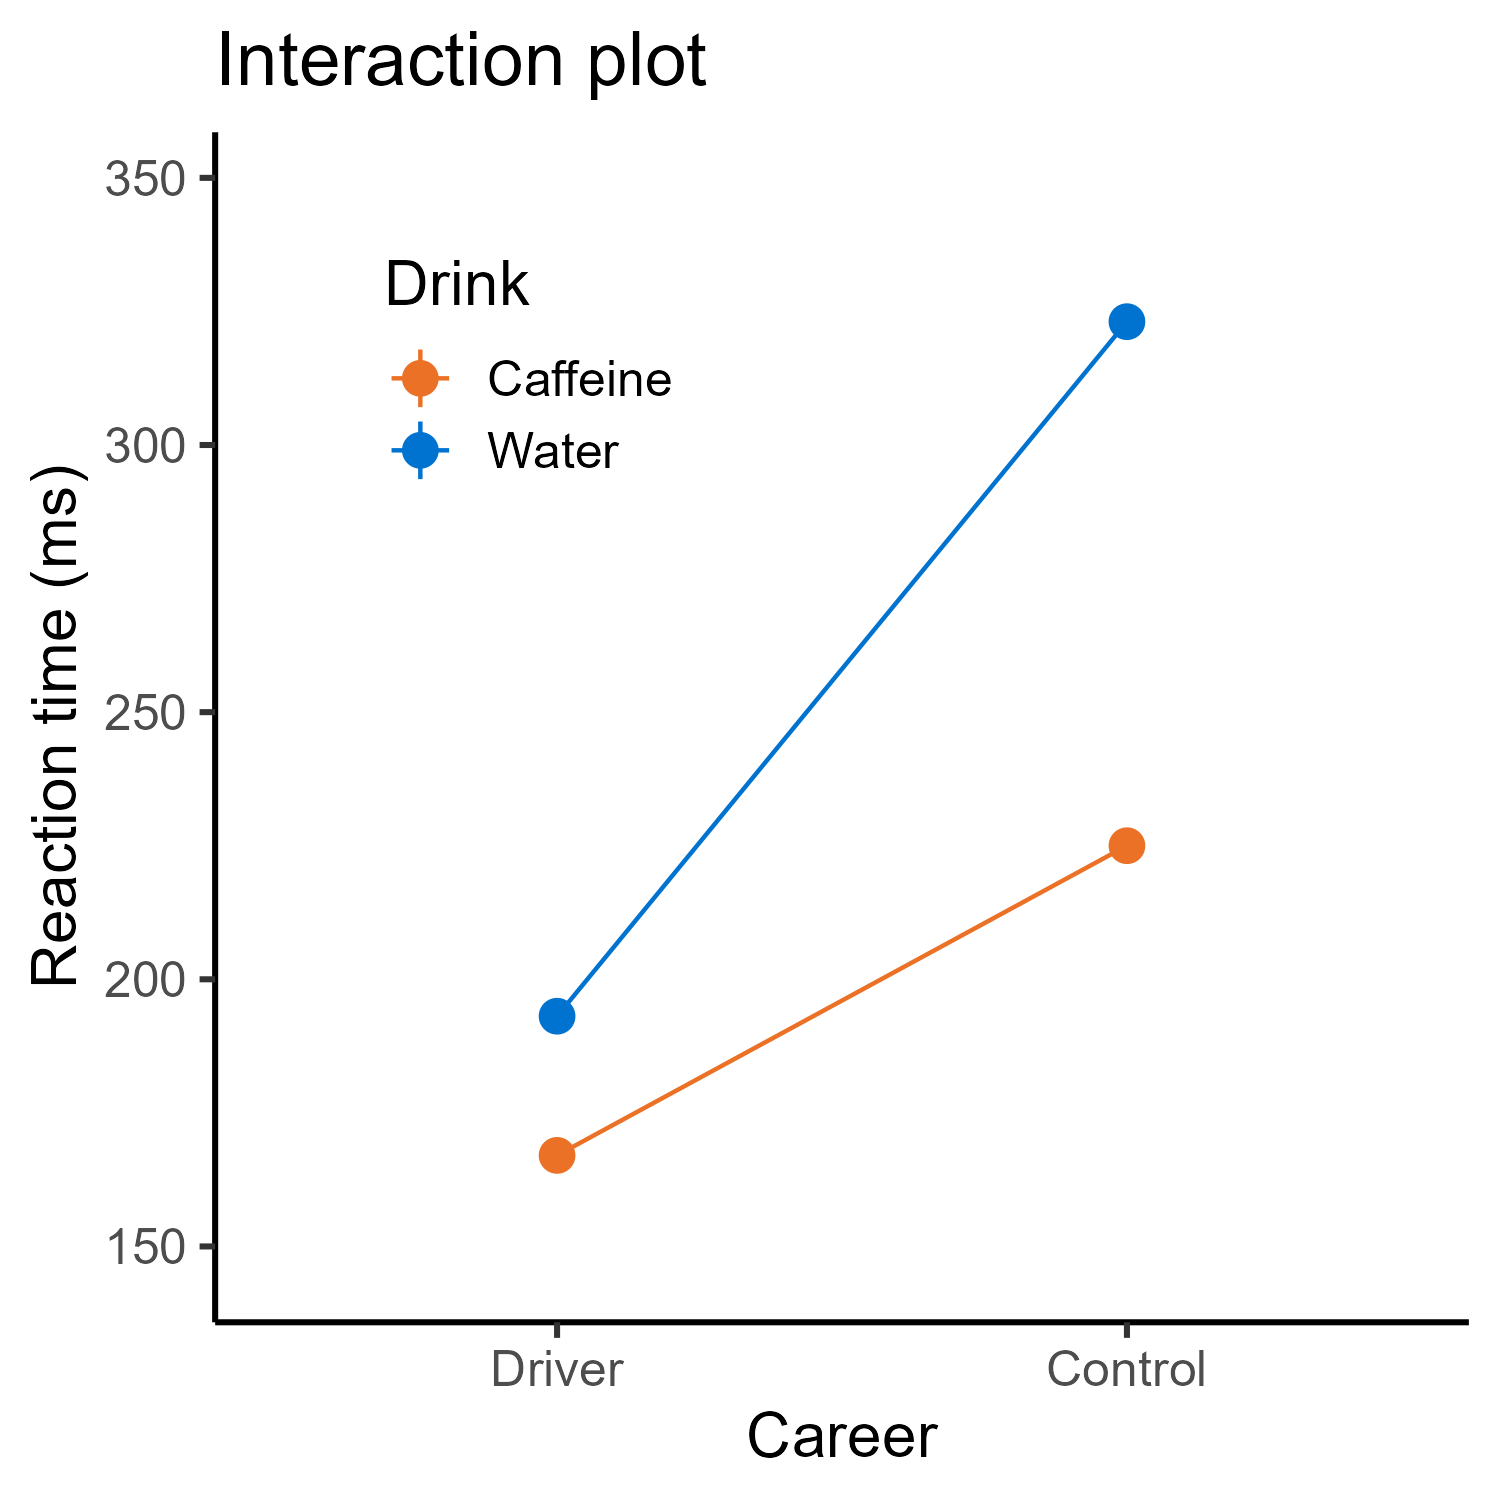 Interaction plot
350
300
250
200
150
Reaction time (ms)
Drink
Caffeine
Water
Driver
Control
Career